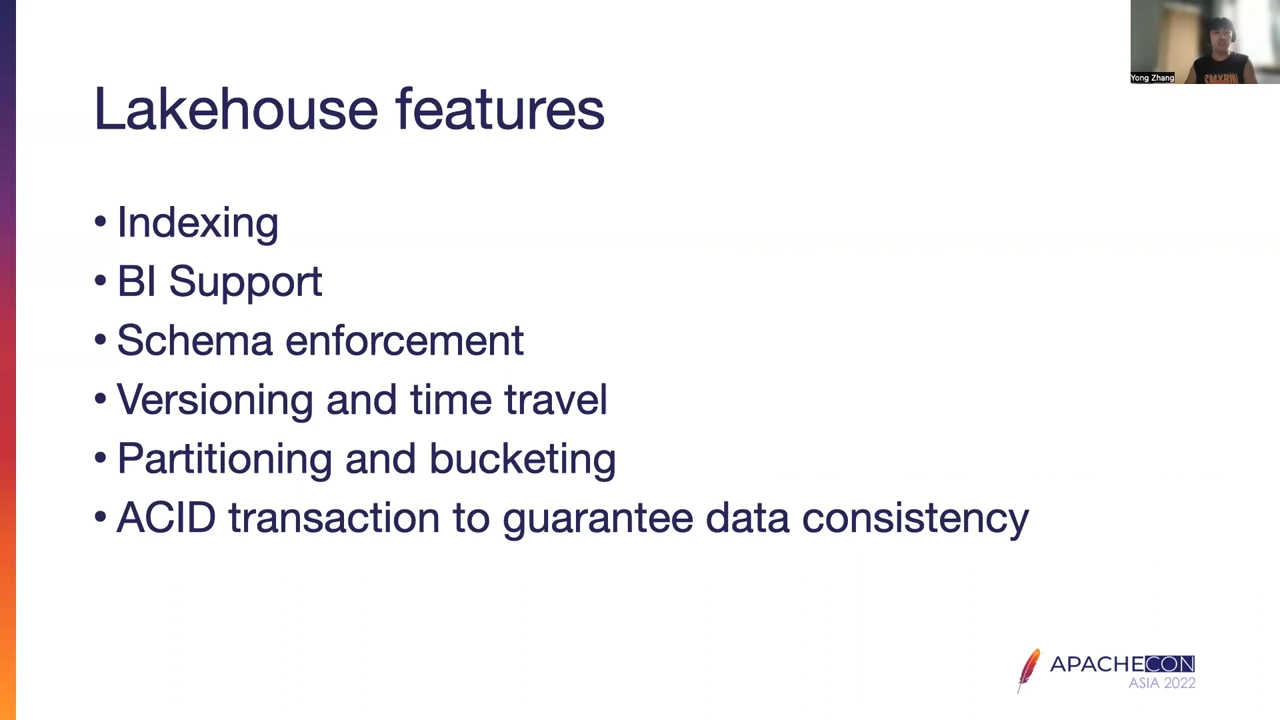 Yong Zhang
Lakehouse features
• Indexing
• BI Support
• Schema enforcement
• Versioning and time travel
• Partitioning and bucketing
• ACID transaction to guarantee data consistency
APACHECON
ASIA 2022